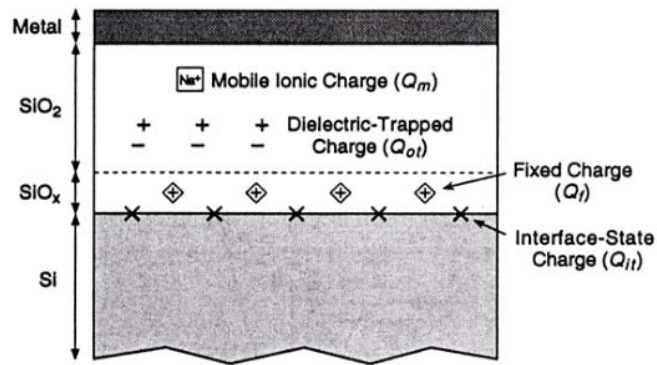 Metal
SiO2
SiOx
Si
Na+ Mobile Ionic Charge (Qm)
+ + + Dielectric-Trapped
− − − Charge (Qot)
+ + + +
Fixed Charge
(Qf)
Interface-State
Charge (Qit)